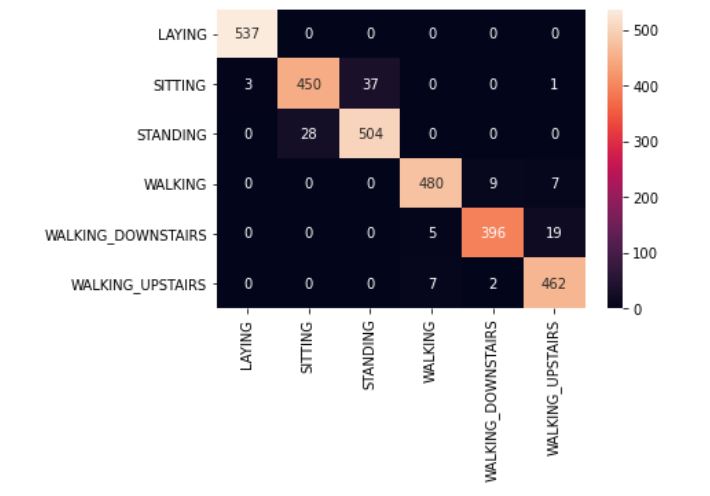 LAYING 537 0 0 0 0 0
SITTING 3 450 37 0 0 1
STANDING 0 28 504 0 0 0
WALKING 0 0 0 480 9 7
WALKING_DOWNSTAIRS 0 0 0 5 396 19
WALKING_UPSTAIRS 0 0 0 7 2 462
LAYING
SITTING
STANDING
WALKING
WALKING_DOWNSTAIRS
WALKING_UPSTAIRS
500
400
300
200
100
0